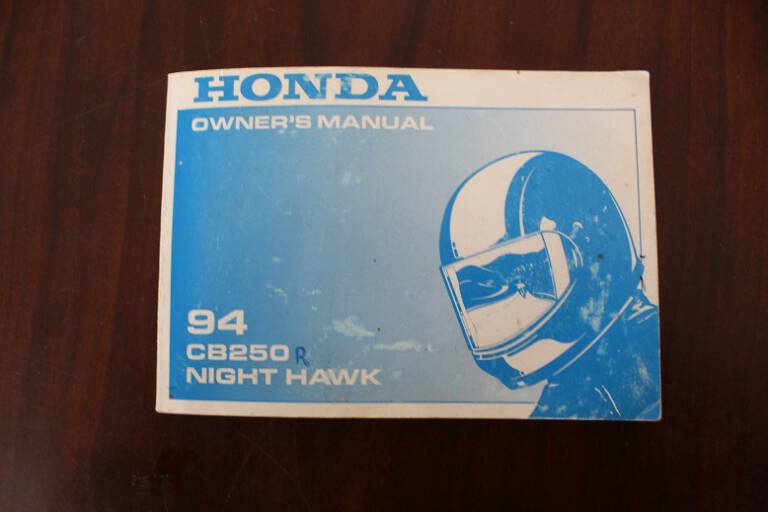 HONDA
OWNER'S MANUAL
94
CB250 R
NIGHT HAWK